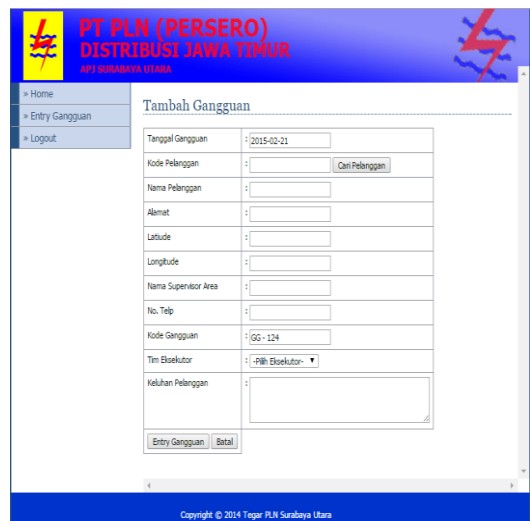 PT PLN (PERSERO)
DISTRIBUSI JAWA TIMUR
APJ SURABAYA UTARA
» Home
» Entry Gangguan
» Logout
Tambah Gangguan
Tanggal Gangguan : 2015-02-21
Kode Pelanggan : Cari Pelanggan
Nama Pelanggan :
Alamat :
Latiude :
Longitude :
Nama Supervisor Area :
No. Telp :
Kode Gangguan : GG - 124
Tim Eksekutor : -Pilih Eksekutor- ▼
Keluhan Pelanggan :
Entry Gangguan Batal
Copyright © 2014 Tegar PLN Surabaya Utara